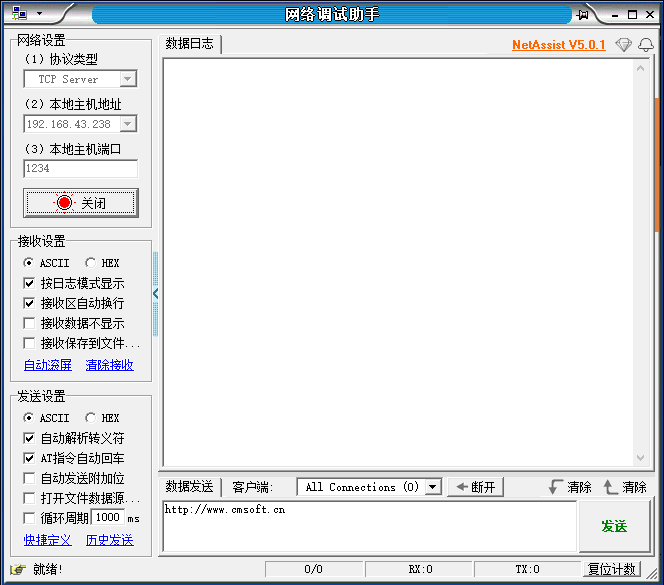 网络调试助手
网络设置
(1) 协议类型
TCP Server
(2) 本地主机地址
192.168.43.238
(3) 本地主机端口
1234
关闭
接收设置
ASCII HEX
按日志模式显示
接收区自动换行
接收数据不显示
接收保存到文件...
自动滚屏 清除接收
发送设置
ASCII HEX
自动解析转义符
AT指令自动回车
自动发送附加位
打开文件数据源...
循环周期 1000 ms
快捷定义 历史发送
数据日志
NetAssist V5.0.1
数据发送 客户端: All Connections (0) 断开 清除 清除
http://www.cmsoft.cn
发送
就绪! 0/0 RX:0 TX:0 复位计数